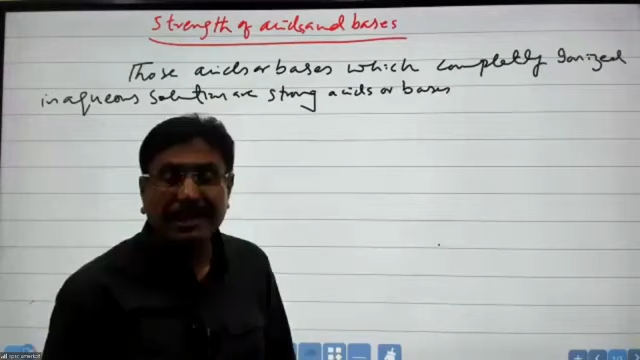 Strength of acids and bases
Those acids or bases which completly Ionized
in aqueous solution are strong acids or bases